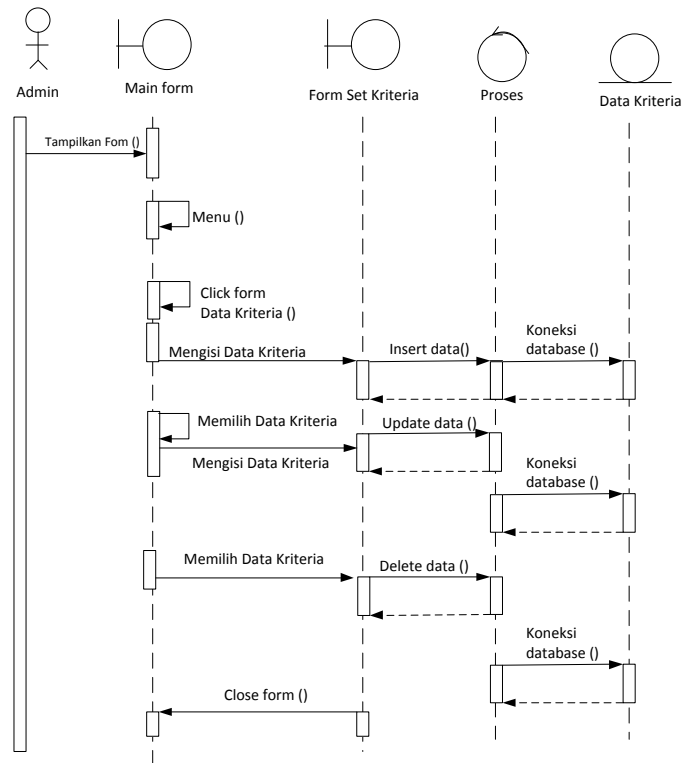 Admin
Main form
Form Set Kriteria
Proses
Data Kriteria
Tampilkan Fom ()
Menu ()
Click form
Data Kriteria ()
Mengisi Data Kriteria
Insert data()
Koneksi
database ()
Memilih Data Kriteria
Update data ()
Mengisi Data Kriteria
Koneksi
database ()
Memilih Data Kriteria
Delete data ()
Koneksi
database ()
Close form ()